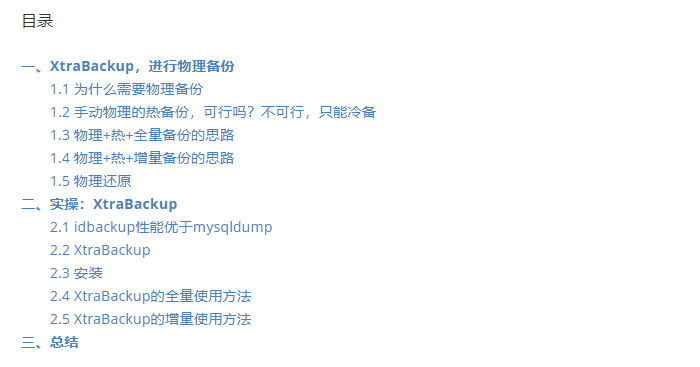 目录
一、XtraBackup，进行物理备份
1.1 为什么需要物理备份
1.2 手动物理的热备份，可行吗？不可行，只能冷备
1.3 物理+热+全量备份的思路
1.4 物理+热+增量备份的思路
1.5 物理还原
二、实操：XtraBackup
2.1 idbackup性能优于mysqldump
2.2 XtraBackup
2.3 安装
2.4 XtraBackup的全量使用方法
2.5 XtraBackup的增量使用方法
三、总结